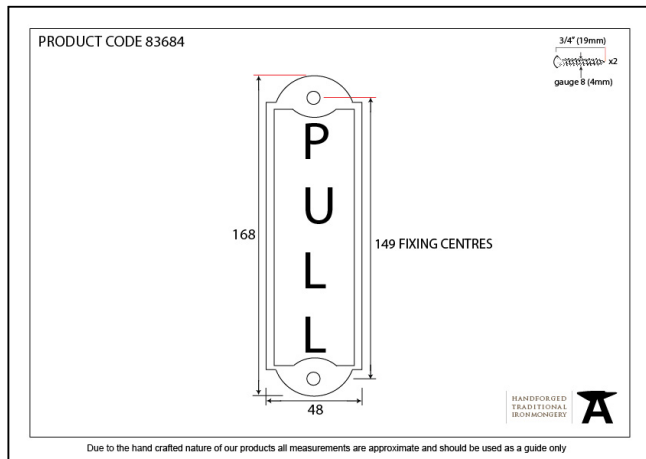 PRODUCT CODE 83684
3/4" (19mm)
x2
gauge 8 (4mm)
P
U
L
L
168
149 FIXING CENTRES
48
HANDFORGED
TRADITIONAL
IRONMONGERY
A
Due to the hand crafted nature of our products all measurements are approximate and should be used as a guide only